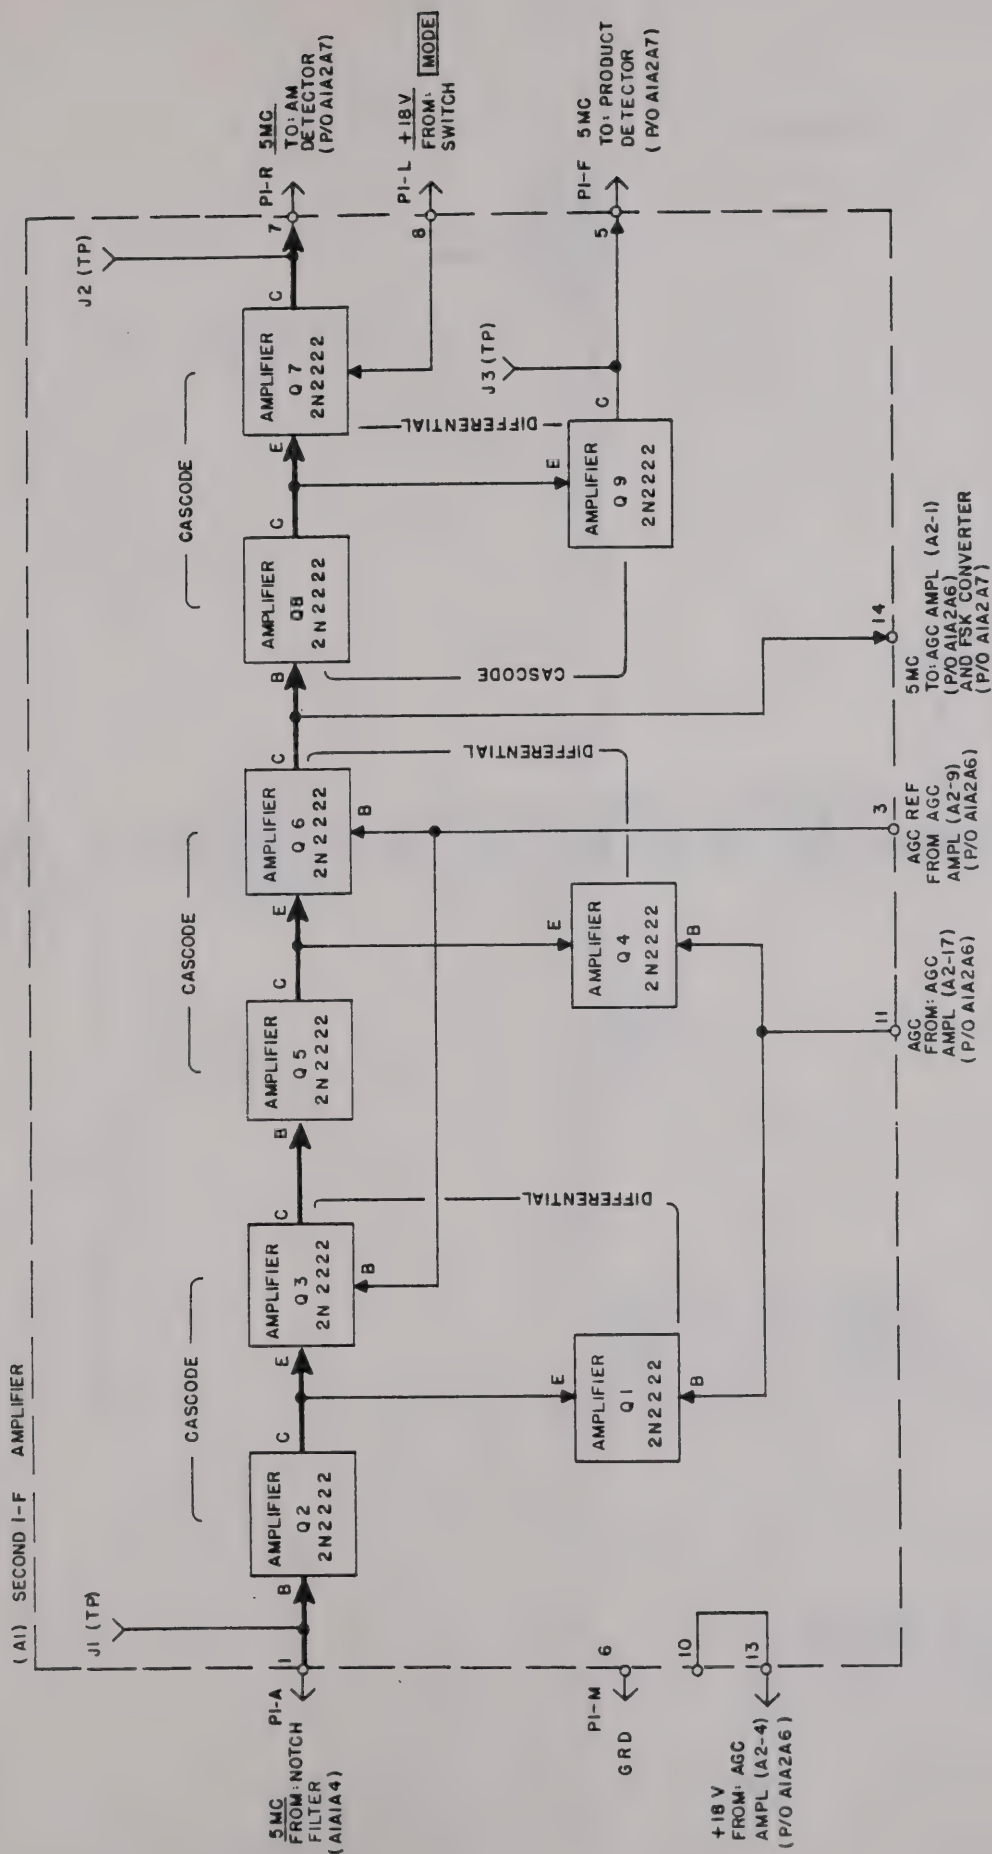 (A1) SECOND I-F AMPLIFIER
J1 (TP)
P1-A
1
5MC
FROM: NOTCH
FILTER
(A1A1A4)
P1-M
6
GRD
10
13
+18 V
FROM: AGC
AMPL (A2-4)
(P/O A1A2A6)
CASCODE
B
AMPLIFIER
Q2
2N2222
C
E
AMPLIFIER
Q3
2N2222
B
C
DIFFERENTIAL
E
AMPLIFIER
Q1
2N2222
B
CASCODE
B
AMPLIFIER
Q5
2N2222
C
E
AMPLIFIER
Q6
2N2222
B
C
DIFFERENTIAL
E
AMPLIFIER
Q4
2N2222
B
11
AGC
FROM: AGC
AMPL (A2-17)
(P/O A1A2A6)
3
AGC REF
FROM AGC
AMPL (A2-9)
(P/O A1A2A6)
14
5MC
TO: AGC AMPL (A2-1)
(P/O A1A2A6)
AND FSK CONVERTER
(P/O A1A2A7)
CASCODE
B
AMPLIFIER
Q8
2N2222
C
CASCODE
E
AMPLIFIER
Q7
2N2222
C
DIFFERENTIAL
E
AMPLIFIER
Q9
2N2222
C
J2 (TP)
J3 (TP)
7
P1-R
5MC
TO: AM
DETECTOR
(P/O A1A2A7)
8
P1-L
+18V
FROM: MODE
SWITCH
5
P1-F
5MC
TO: PRODUCT
DETECTOR
(P/O A1A2A7)